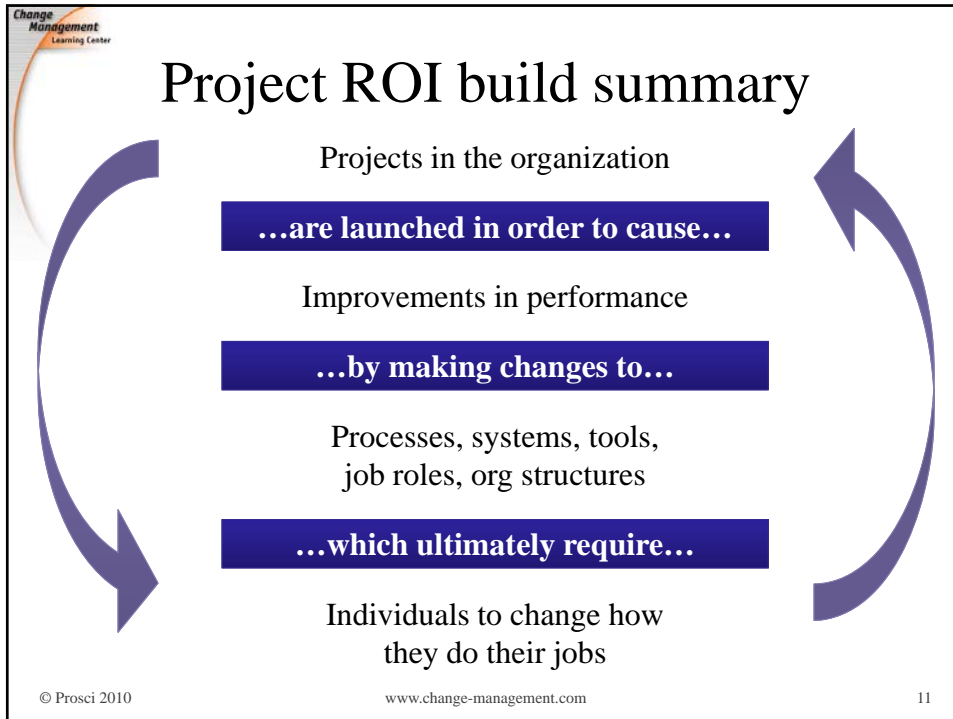 Change
Management
Learning Center
Project ROI build summary
Projects in the organization
…are launched in order to cause…
Improvements in performance
…by making changes to…
Processes, systems, tools,
job roles, org structures
…which ultimately require…
Individuals to change how
they do their jobs
© Prosci 2010
www.change-management.com
11